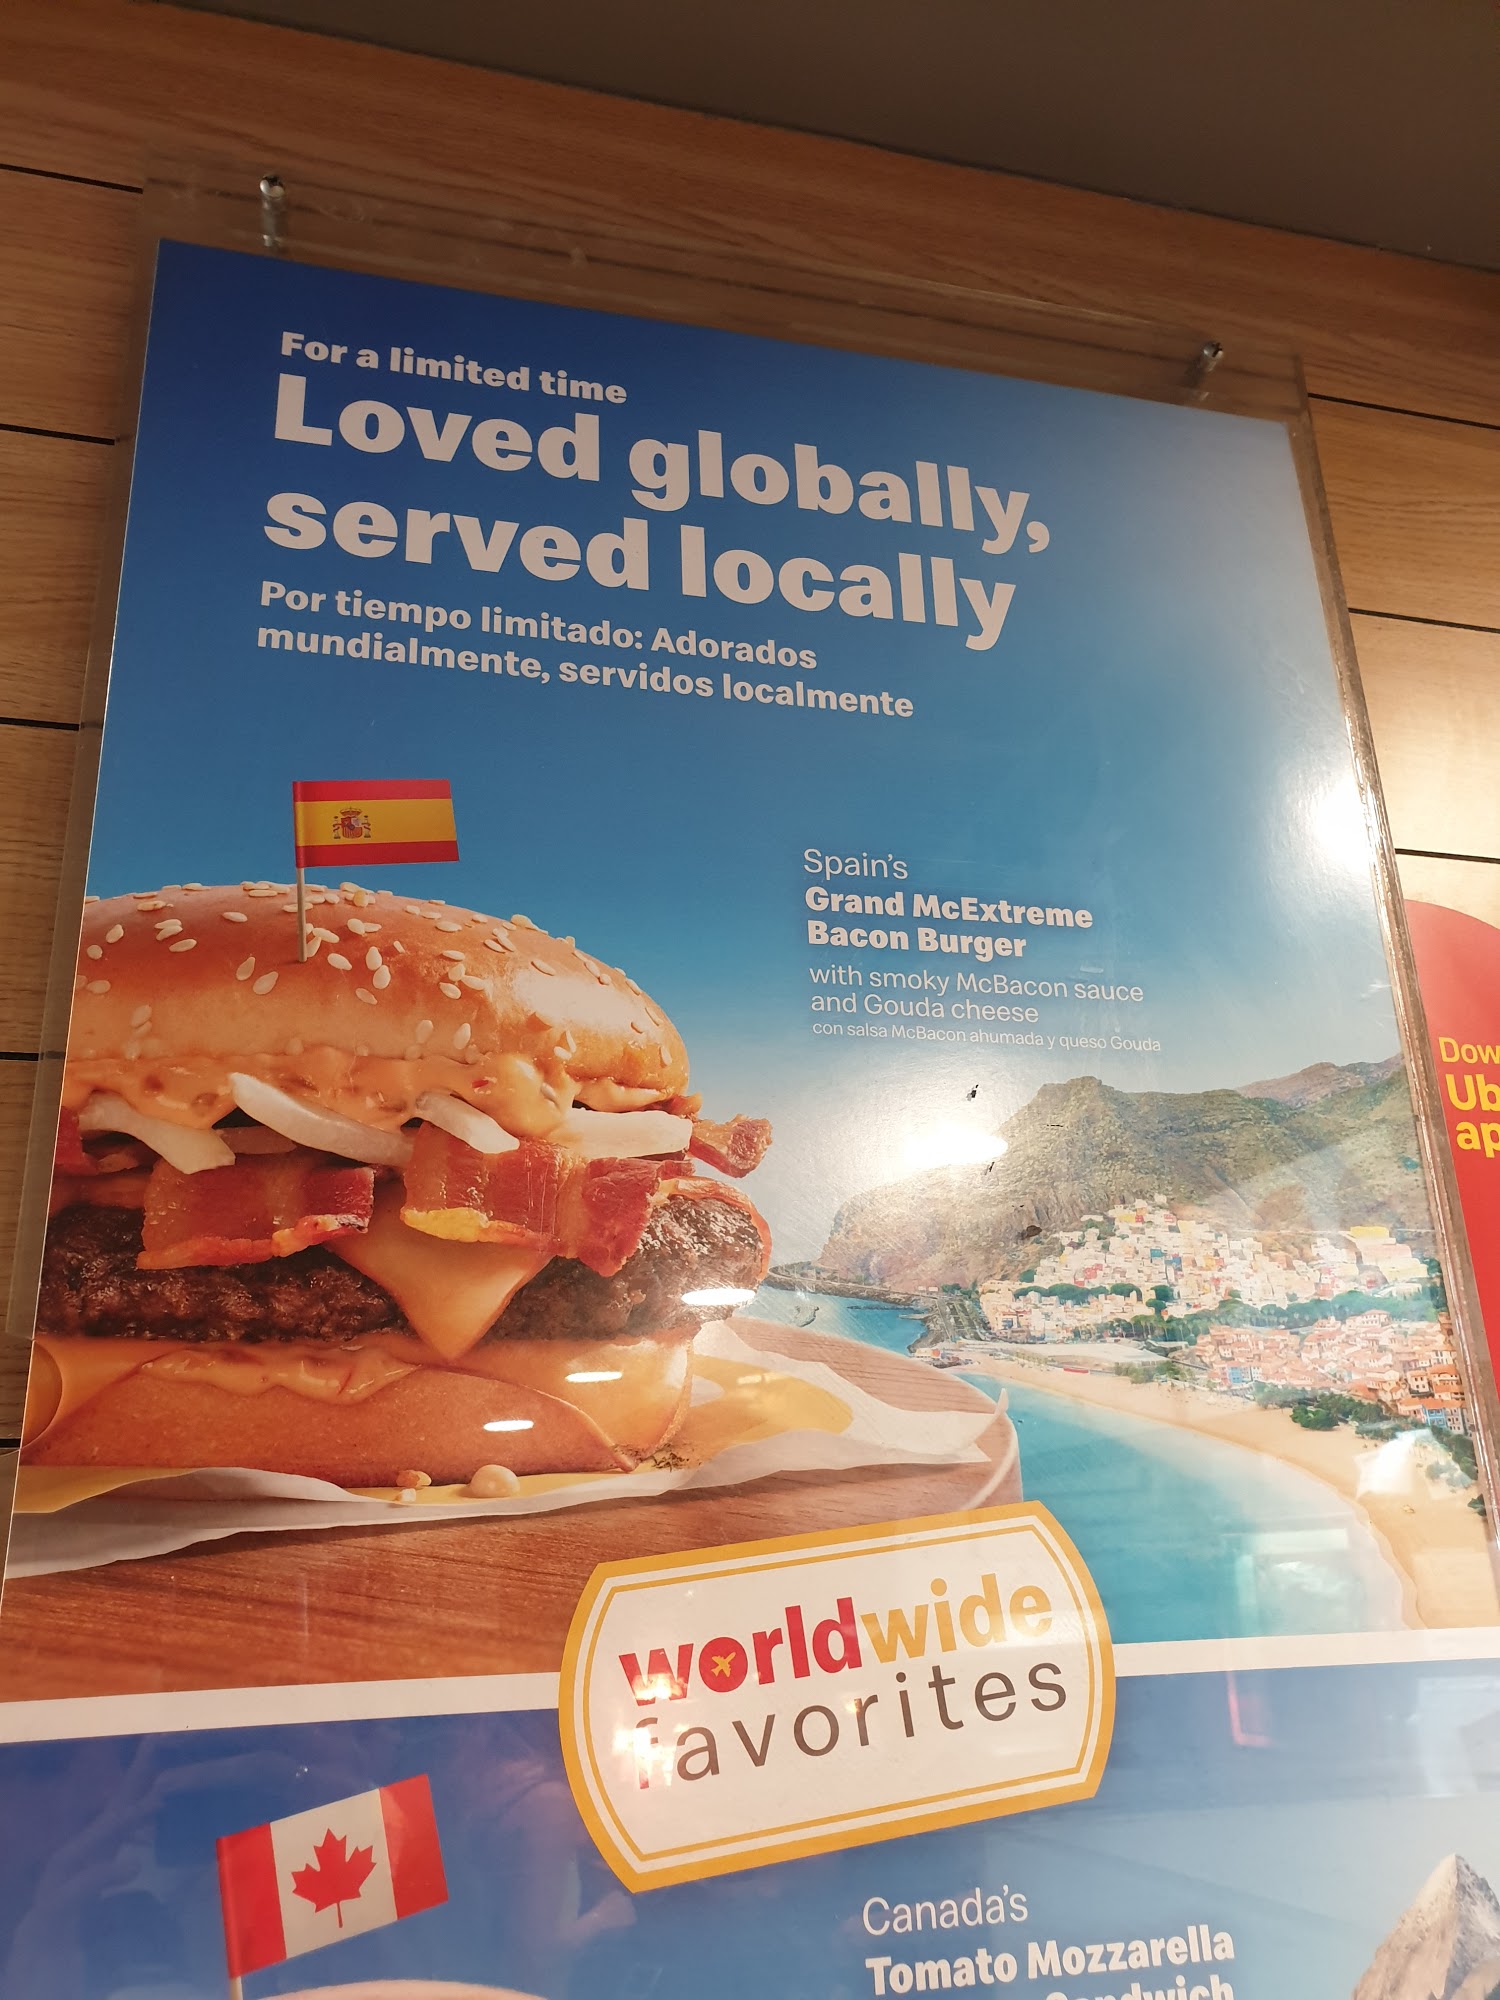 For a limited time
Loved globally,
served locally
Por tiempo limitado: Adorados
mundialmente, servidos localmente
Spain's
Grand McExtreme
Bacon Burger
with smoky McBacon sauce
and Gouda cheese
con salsa McBacon ahumada y queso Gouda
Dow
Ub
ap
worldwide
favorites
Canada's
Tomato Mozzarella
Sandwich